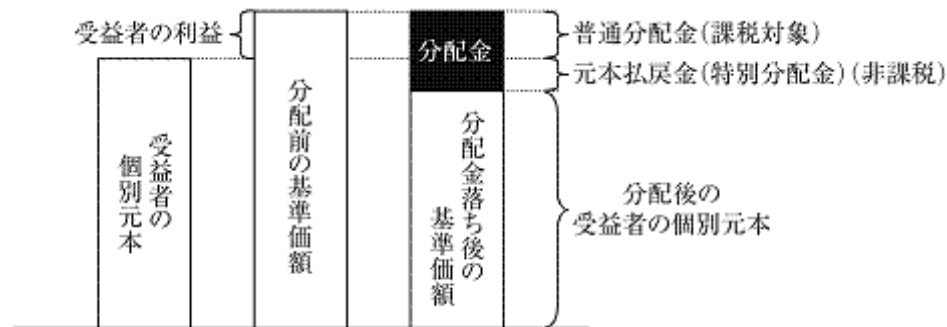 受益者の利益
分配金
普通分配金(課税対象)
元本払戻金(特別分配金)(非課税)
受益者の
個別元本
分配前の基準価額
分配金落ち後の
基準価額
分配後の
受益者の個別元本